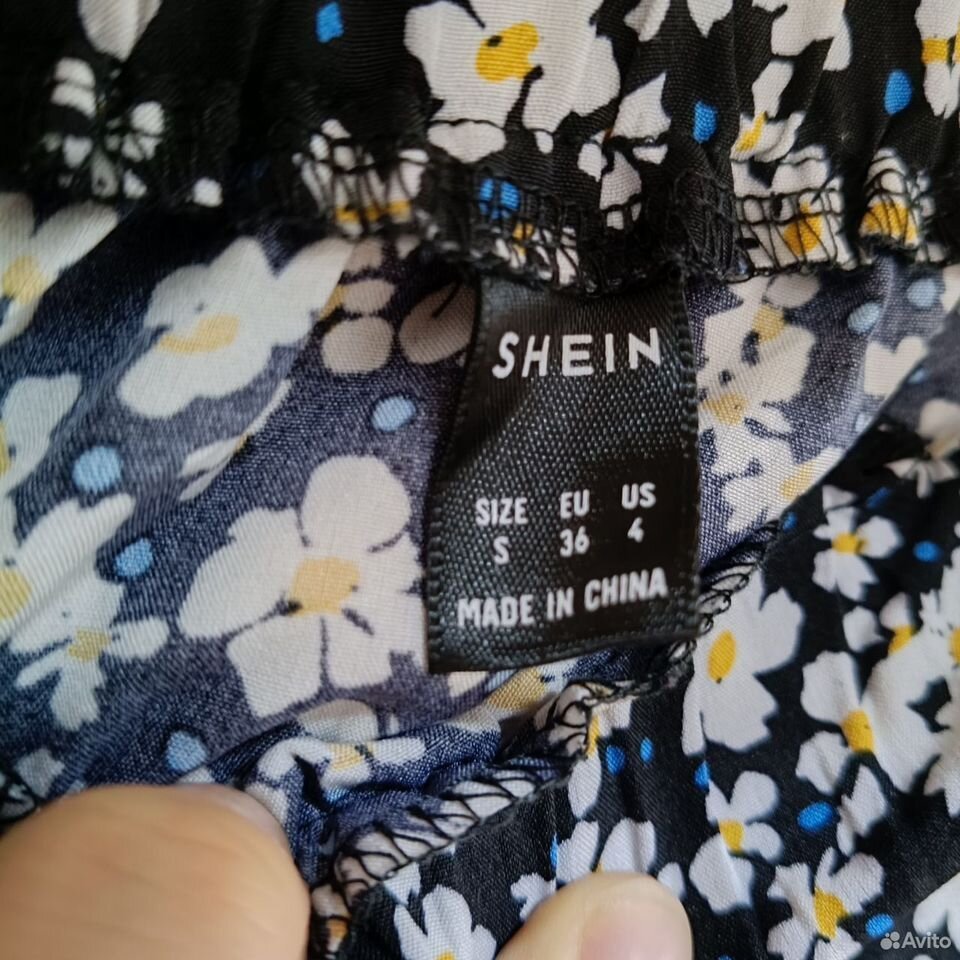 SHEIN
SIZE EU US
S 36 4
MADE IN CHINA
Avito